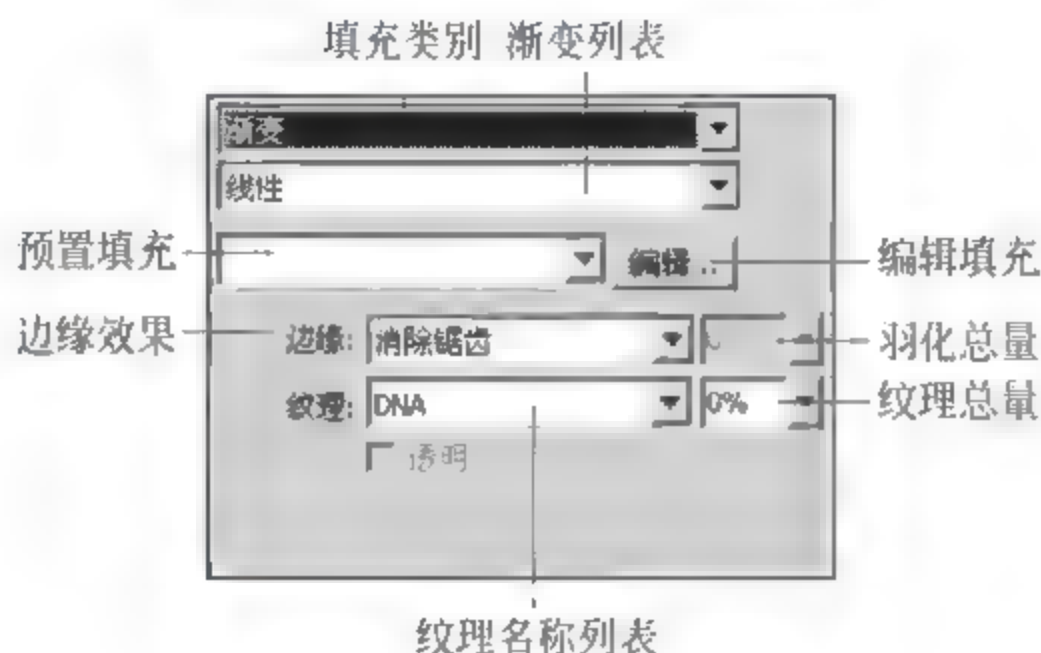 填充类别 渐变列表
渐变
线性
预置填充
编辑..
编辑填充
边缘效果
边缘:
消除锯齿
羽化总量
纹理:
DNA
0%
纹理总量
透明
纹理名称列表